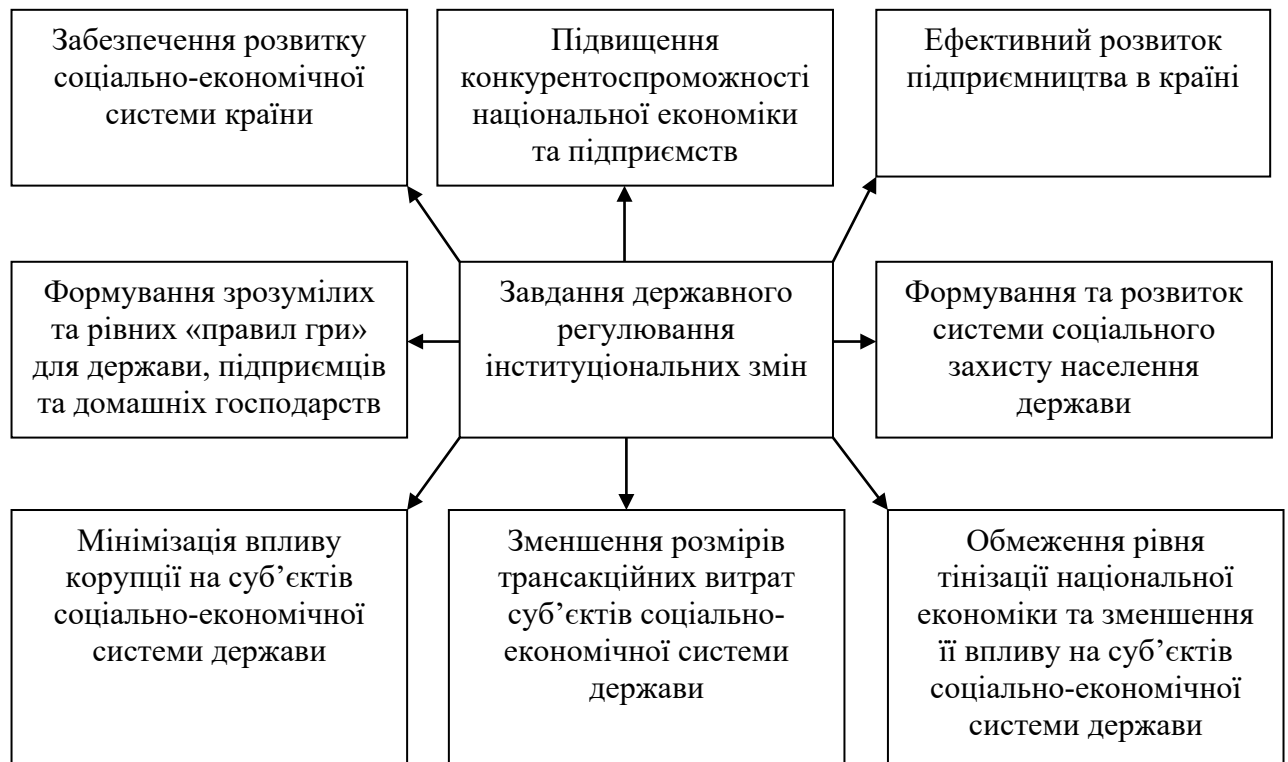 Забезпечення розвитку
соціально-економічної
системи країни
Підвищення
конкурентоспроможності
національної економіки
та підприємств
Ефективний розвиток
підприємництва в країні
Формування зрозумілих
та рівних «правил гри»
для держави, підприємців
та домашніх господарств
Завдання державного
регулювання
інституціональних змін
Формування та розвиток
системи соціального
захисту населення
держави
Мінімізація впливу
корупції на суб’єктів
соціально-економічної
системи держави
Зменшення розмірів
трансакційних витрат
суб’єктів соціально-
економічної системи
держави
Обмеження рівня
тінізації національної
економіки та зменшення
її впливу на суб’єктів
соціально-економічної
системи держави